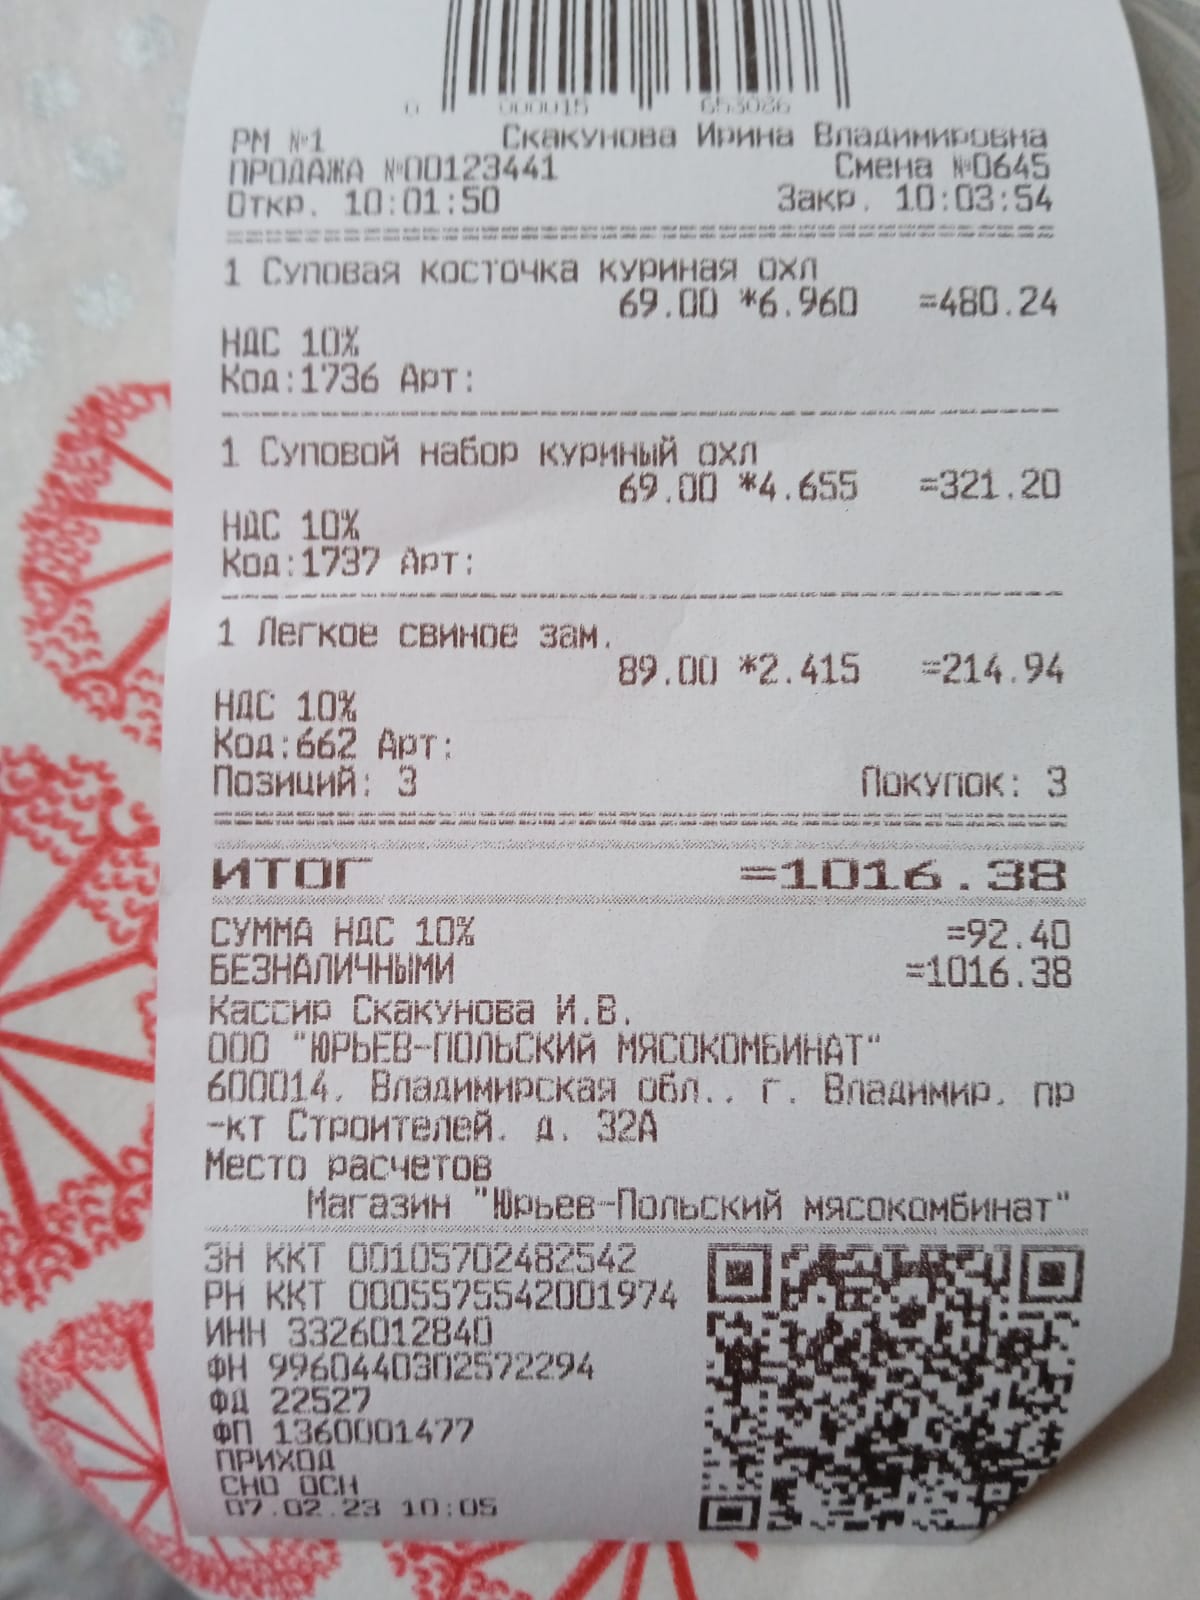 0 000015 653086
РМ №1 Скакунова Ирина Владимировна
ПРОДАЖА №00123441 Смена №0645
Откр. 10:01:50 Закр. 10:03:54
1 Суповая косточка куриная охл
69.00 *6.960 =480.24
НДС 10%
Код:1736 Арт:
1 Суповой набор куриный охл
69.00 *4.655 =321.20
НДС 10%
Код:1737 Арт:
1 Легкое свиное зам.
89.00 *2.415 =214.94
НДС 10%
Код:662 Арт:
Позиций: 3 Покупок: 3
ИТОГ =1016.38
СУММА НДС 10% =92.40
БЕЗНАЛИЧНЫМИ =1016.38
Кассир Скакунова И.В.
ООО "ЮРЬЕВ-ПОЛЬСКИЙ МЯСОКОМБИНАТ"
600014, Владимирская обл., г. Владимир, пр
-кт Строителей, д. 32А
Место расчетов
Магазин "Юрьев-Польский мясокомбинат"
ЗН ККТ 00105702482542
РН ККТ 0005575542001974
ИНН 3326012840
ФН 9960440302572294
ФД 22527
ФП 1360001477
ПРИХОД
СНО ОСН
07.02.23 10:05